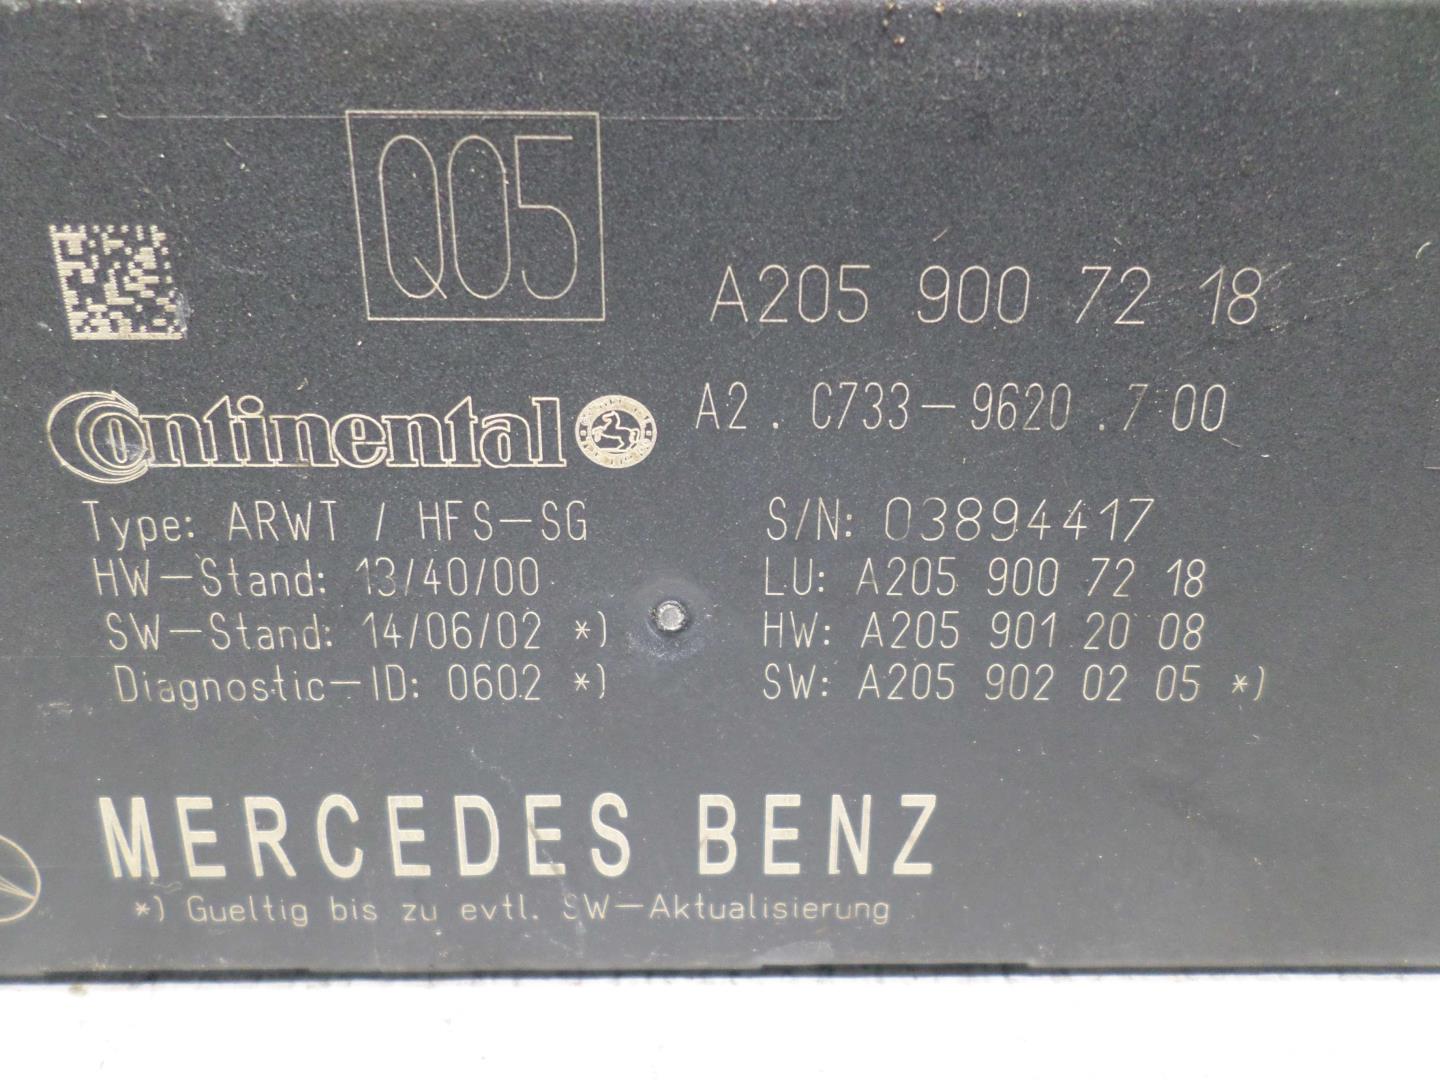 Q05
A205 900 72 18
Continental
A2.C733-9620.700
Type: ARWT / HFS-SG
S/N: 03894417
HW-Stand: 13/40/00
LU: A205 900 72 18
SW-Stand: 14/06/02 *)
HW: A205 901 20 08
Diagnostic-ID: 0602 *)
SW: A205 902 02 05 *)
MERCEDES BENZ
*) Gueltig bis zu evtl. SW-Aktualisierung